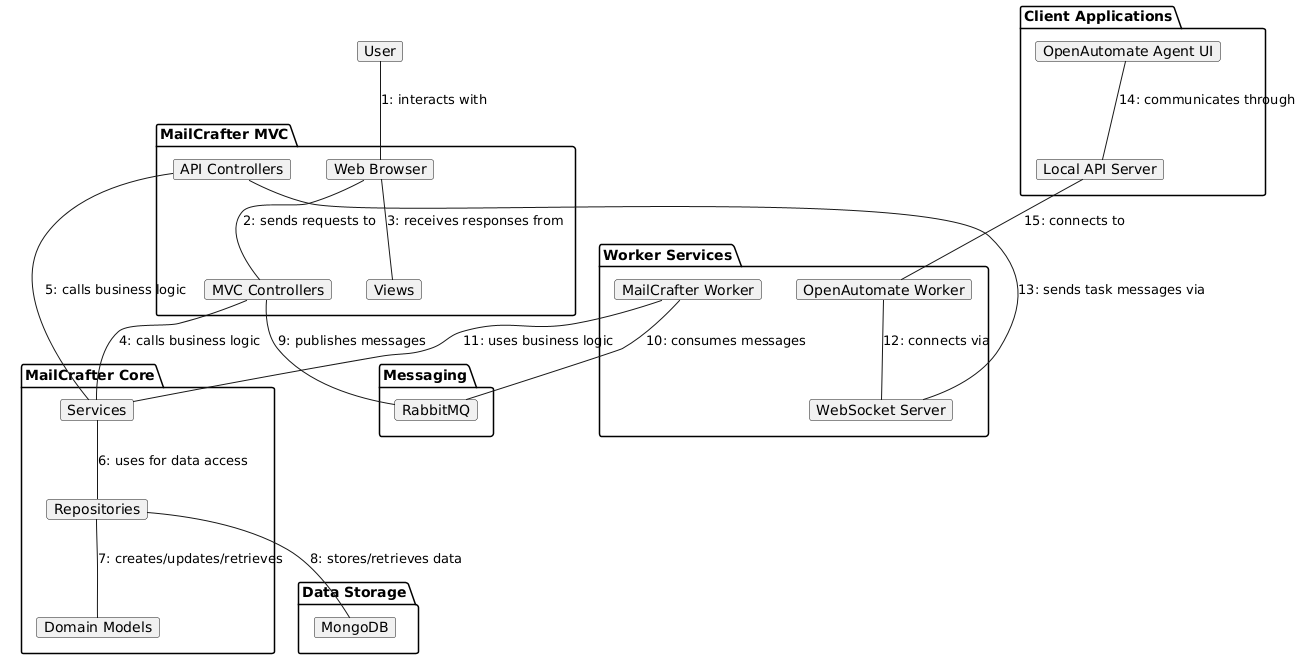 Client Applications
User
OpenAutomate Agent UI
1: interacts with
14: communicates through
MailCrafter MVC
API Controllers
Web Browser
Local API Server
2: sends requests to
3: receives responses from
15: connects to
Worker Services
5: calls business logic
MVC Controllers
Views
MailCrafter Worker
OpenAutomate Worker
13: sends task messages via
4: calls business logic
9: publishes messages
11: uses business logic
10: consumes messages
12: connects via
MailCrafter Core
Messaging
Services
RabbitMQ
WebSocket Server
6: uses for data access
Repositories
7: creates/updates/retrieves
8: stores/retrieves data
Data Storage
Domain Models
MongoDB